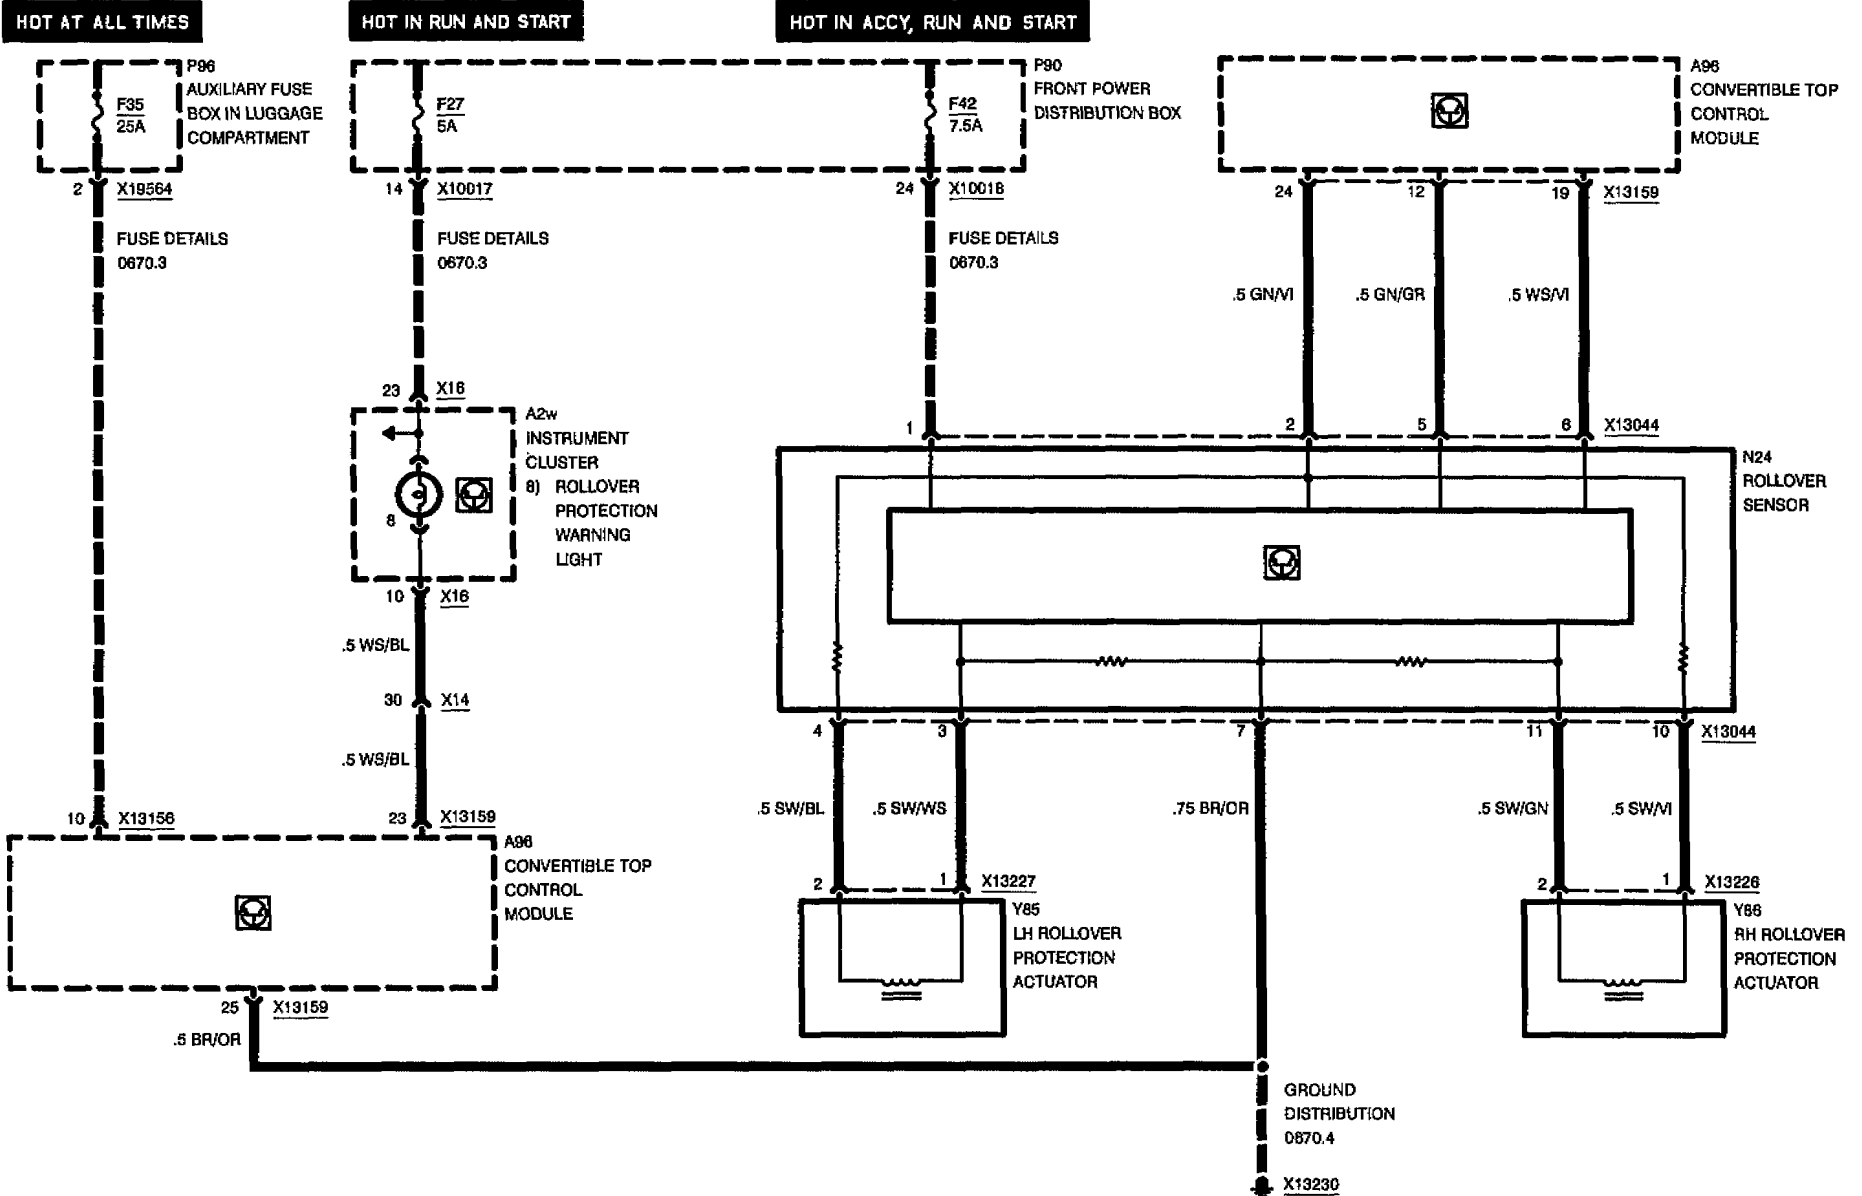 HOT AT ALL TIMES
HOT IN RUN AND START
HOT IN ACCY, RUN AND START
P96
AUXILIARY FUSE
BOX IN LUGGAGE
COMPARTMENT
F35
25A
2
X19564
FUSE DETAILS
0670.3
F27
5A
14
X10017
FUSE DETAILS
0670.3
P90
FRONT POWER
DISTRIBUTION BOX
F42
7.5A
24
X10018
FUSE DETAILS
0670.3
A96
CONVERTIBLE TOP
CONTROL
MODULE
24
12
19
X13159
.5 GN/VI
.5 GN/GR
.5 WS/VI
23
X16
A2w
INSTRUMENT
CLUSTER
8) ROLLOVER
PROTECTION
WARNING
LIGHT
8
10
X16
.5 WS/BL
30
X14
.5 WS/BL
1
2
5
6
X13044
N24
ROLLOVER
SENSOR
4
3
7
11
10
X13044
.5 SW/BL
.5 SW/WS
.75 BR/OR
.5 SW/GN
.5 SW/VI
10
X13156
23
X13159
A96
CONVERTIBLE TOP
CONTROL
MODULE
25
X13159
.5 BR/OR
2
1
X13227
Y85
LH ROLLOVER
PROTECTION
ACTUATOR
2
1
X13226
Y86
RH ROLLOVER
PROTECTION
ACTUATOR
GROUND
DISTRIBUTION
0670.4
X13230